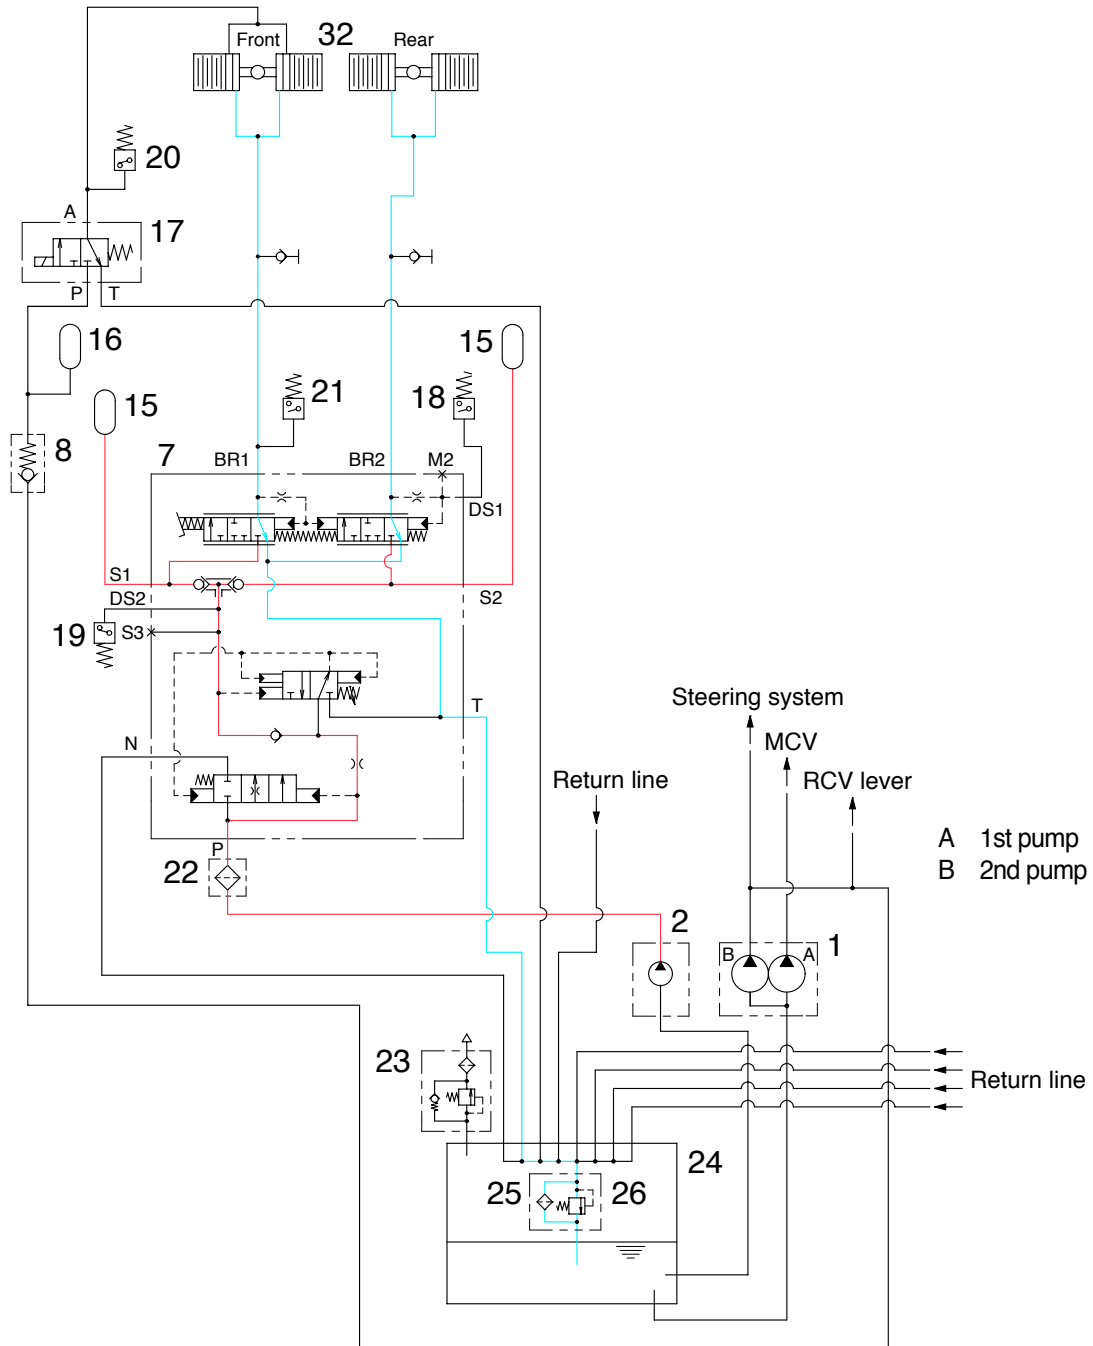 Front 32 Rear
20
A
17
P T
16
15
15
21
18
8
7
BR1
BR2
M2
DS1
S1
S2
DS2
19
S3
T
N
Steering system
MCV
Return line
RCV lever
A 1st pump
B 2nd pump
P
22
2
B A 1
23
Return line
24
25 26